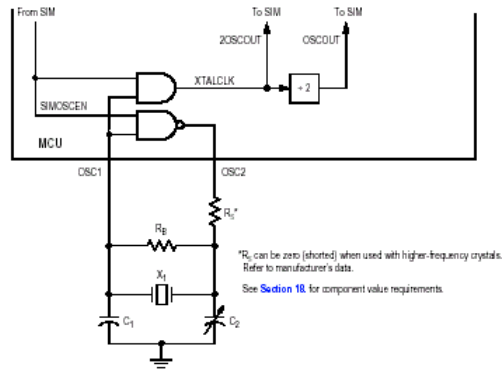 From SIM
To SIM
To SIM
2OSCOUT
OSCOUT
XTALCLK
÷ 2
SIMOSCEN
MCU
OSC1
OSC2
RS*
RB
X1
C1
C2
*RS can be zero (shorted) when used with higher-frequency crystals.
Refer to manufacturer's data.
See Section 18. for component value requirements.